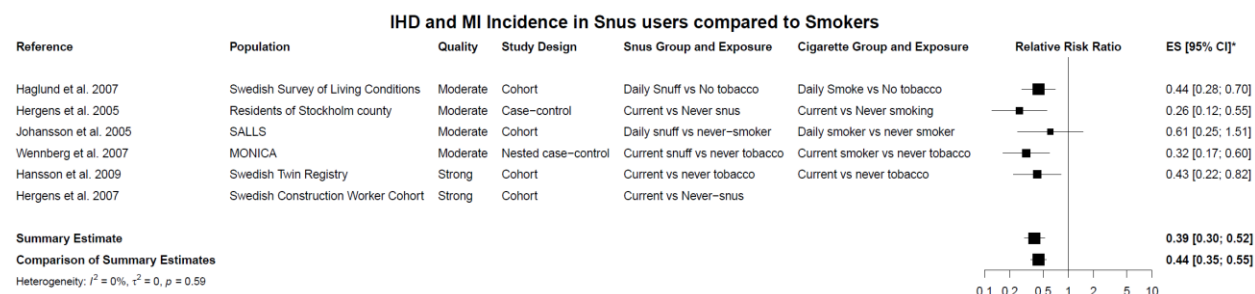 IHD and MI Incidence in Snus users compared to Smokers
Reference Population Quality Study Design Snus Group and Exposure Cigarette Group and Exposure Relative Risk Ratio ES [95% CI]*
Haglund et al. 2007 Swedish Survey of Living Conditions Moderate Cohort Daily Snuff vs No tobacco Daily Smoke vs No tobacco 0.44 [0.28; 0.70]
Hergens et al. 2005 Residents of Stockholm county Moderate Case−control Current vs Never snus Current vs Never smoking 0.26 [0.12; 0.55]
Johansson et al. 2005 SALLS Moderate Cohort Daily snuff vs never−smoker Daily smoker vs never smoker 0.61 [0.25; 1.51]
Wennberg et al. 2007 MONICA Moderate Nested case−control Current snuff vs never tobacco Current smoker vs never tobacco 0.32 [0.17; 0.60]
Hansson et al. 2009 Swedish Twin Registry Strong Cohort Current vs never tobacco Current vs never tobacco 0.43 [0.22; 0.82]
Hergens et al. 2007 Swedish Construction Worker Cohort Strong Cohort Current vs Never−snus
Summary Estimate 0.39 [0.30; 0.52]
Comparison of Summary Estimates 0.44 [0.35; 0.55]
Heterogeneity: I² = 0%, τ² = 0, p = 0.59
0.1 0.2 0.5 1 2 5 10